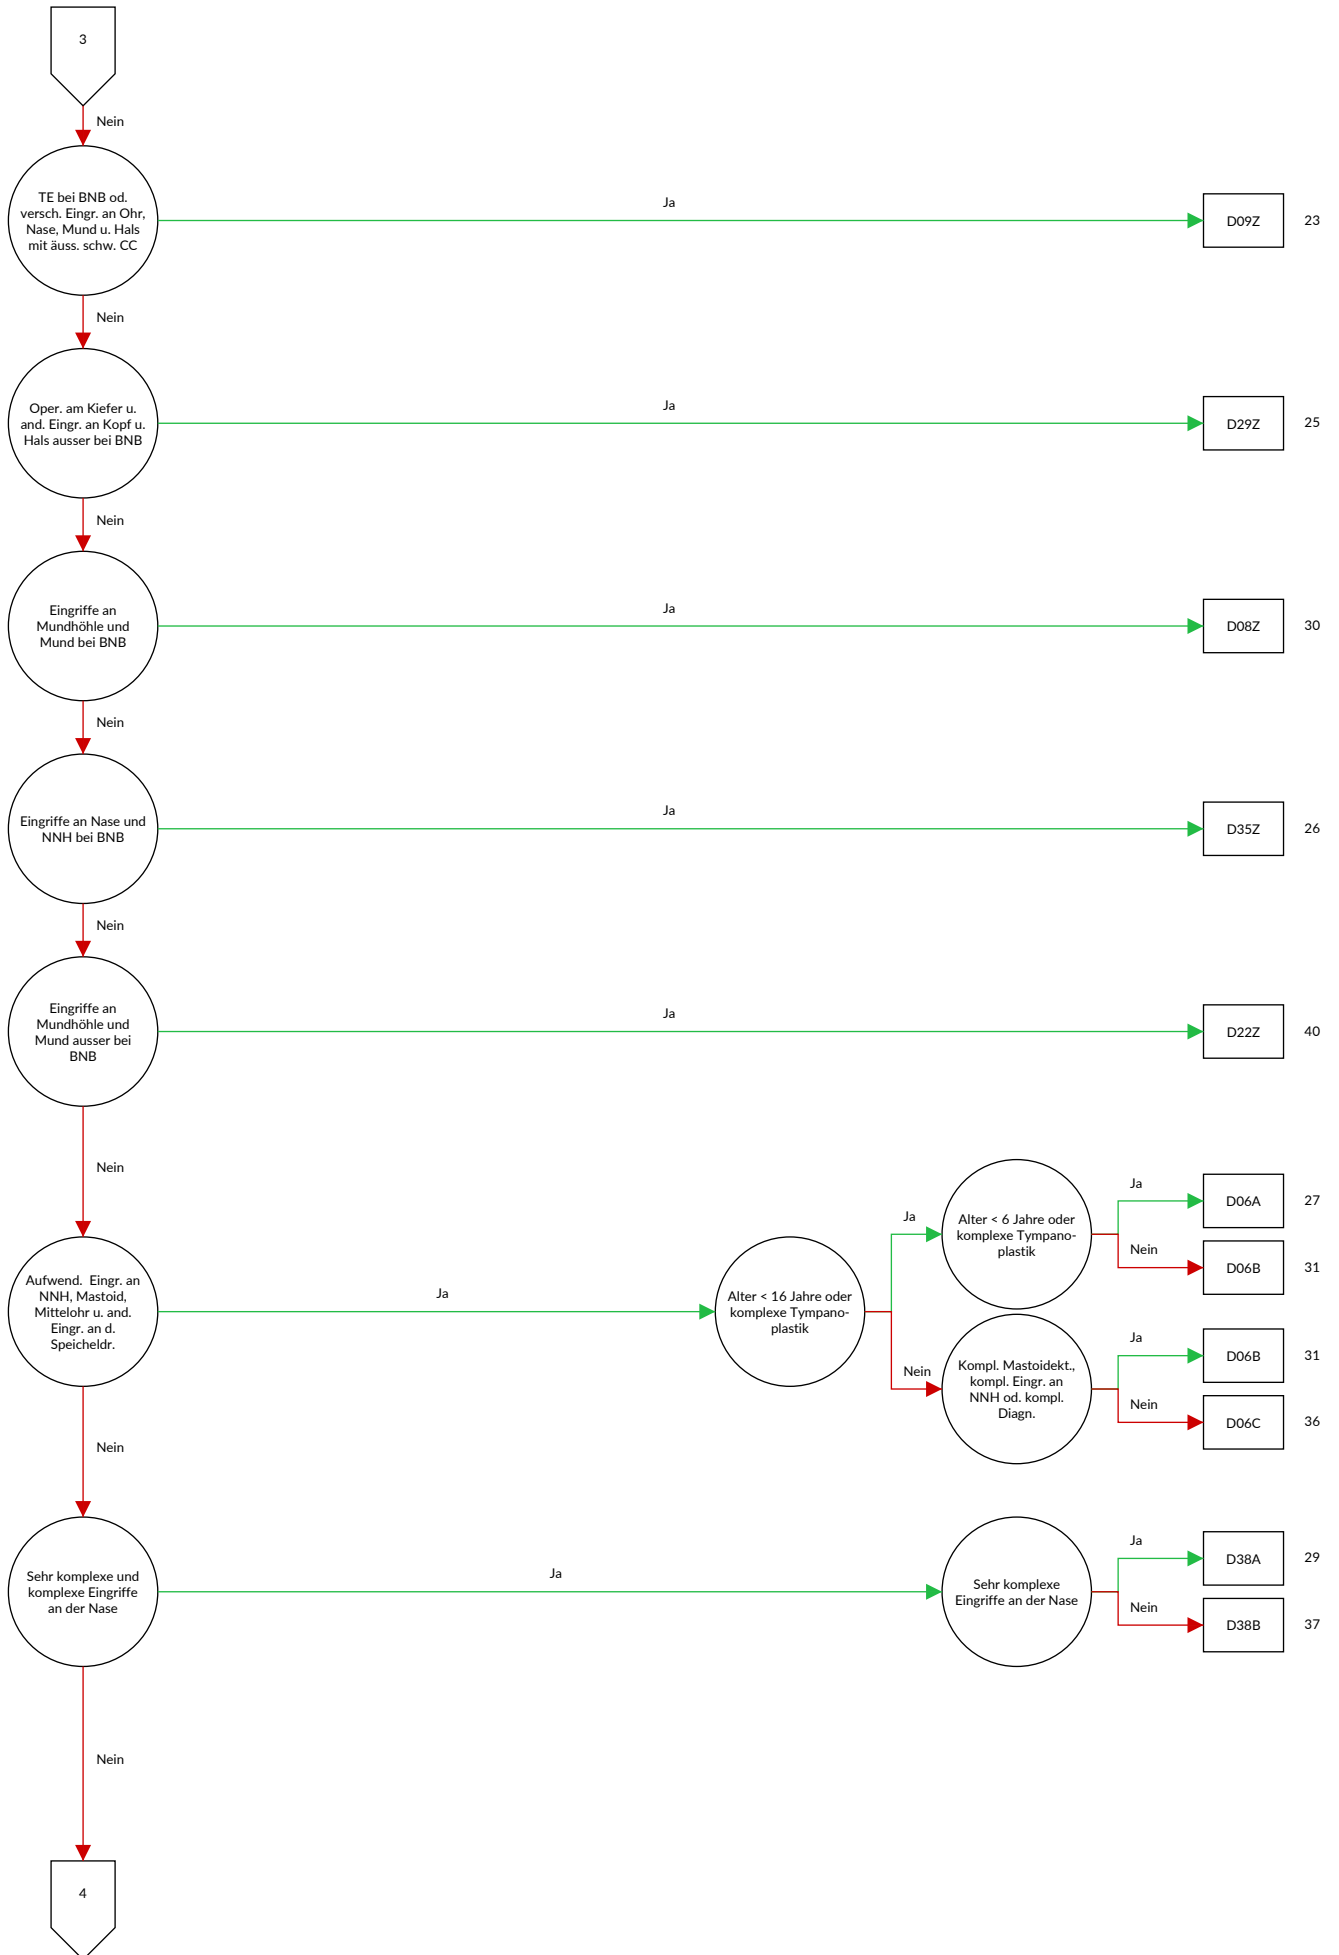 3
Nein
TE bei BNB od.
versch. Eingr. an Ohr,
Nase, Mund u. Hals
mit äuss. schw. CC
Ja
D09Z
23
Nein
Oper. am Kiefer u.
and. Eingr. an Kopf u.
Hals ausser bei BNB
Ja
D29Z
25
Nein
Eingriffe an
Mundhöhle und
Mund bei BNB
Ja
D08Z
30
Nein
Eingriffe an Nase und
NNH bei BNB
Ja
D35Z
26
Nein
Eingriffe an
Mundhöhle und
Mund ausser bei
BNB
Ja
D22Z
40
Nein
Aufwend. Eingr. an
NNH, Mastoid,
Mittelohr u. and.
Eingr. an d.
Speicheldr.
Ja
Alter < 16 Jahre oder
komplexe Tympano-
plastik
Ja
Alter < 6 Jahre oder
komplexe Tympano-
plastik
Ja
D06A
27
Nein
D06B
31
Nein
Kompl. Mastoidekt.,
kompl. Eingr. an
NNH od. kompl.
Diagn.
Ja
D06B
31
Nein
D06C
36
Nein
Sehr komplexe und
komplexe Eingriffe
an der Nase
Ja
Sehr komplexe
Eingriffe an der Nase
Ja
D38A
29
Nein
D38B
37
Nein
4